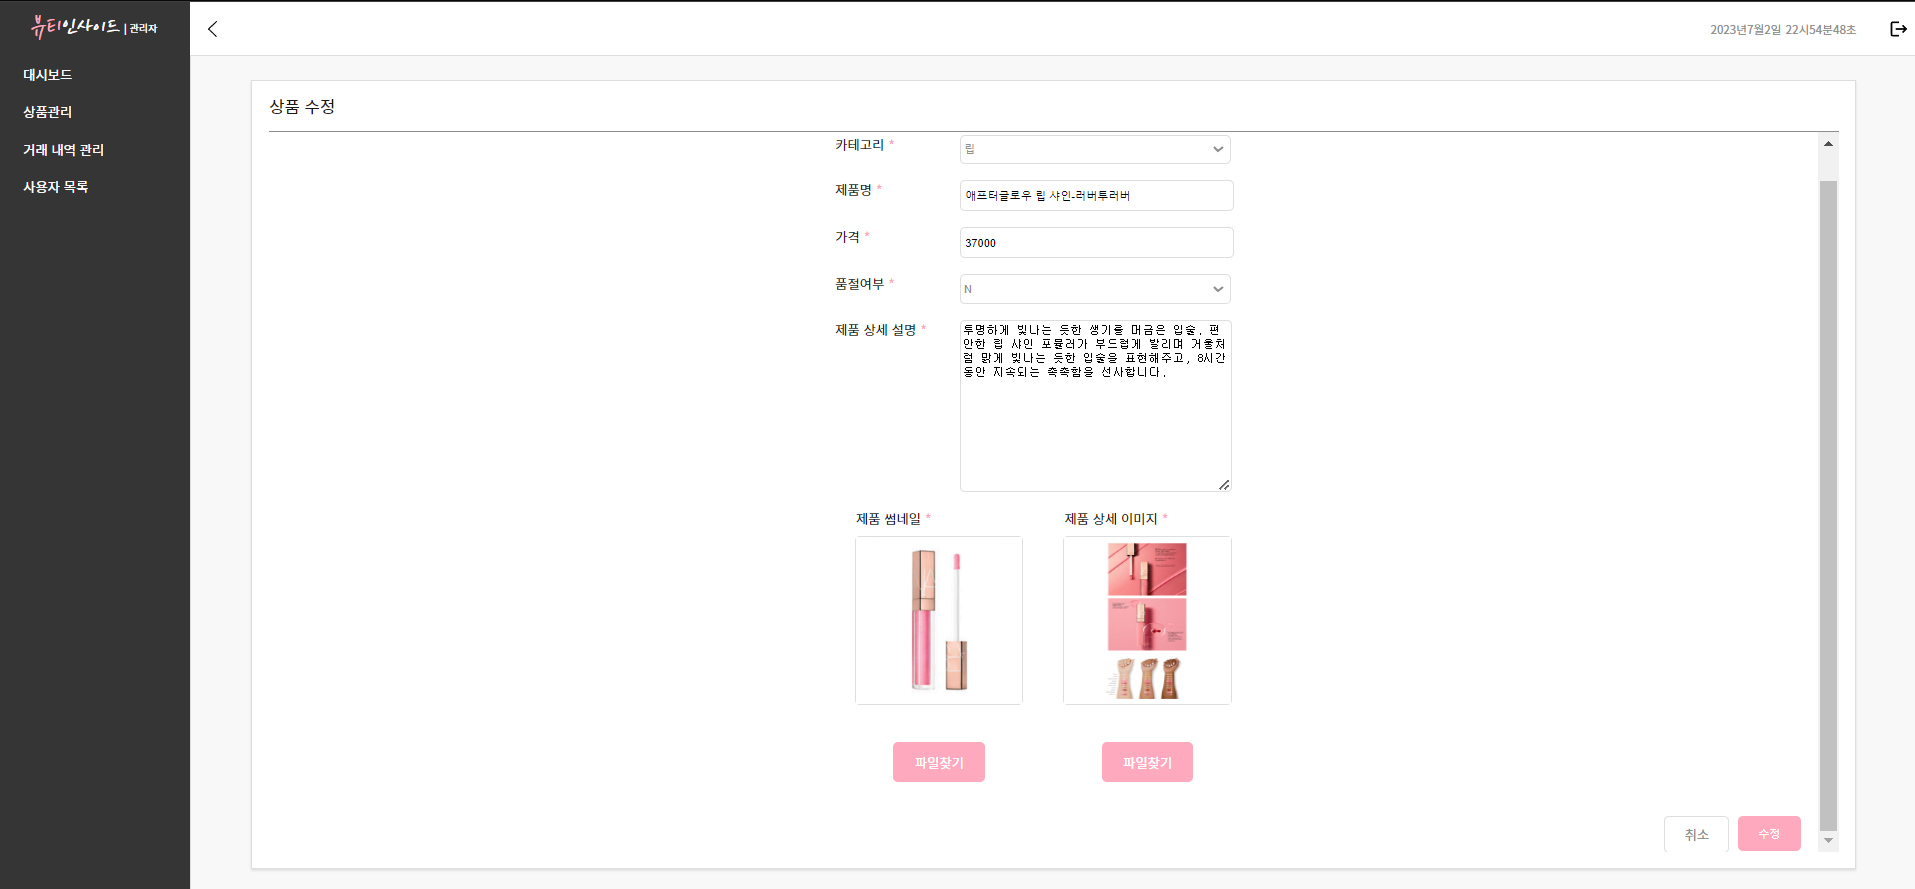 뷰티인사이드 | 관리자
2023년7월2일 22시54분48초
대시보드
상품관리
거래 내역 관리
사용자 목록
상품 수정
카테고리 *
립
제품명 *
애프터글로우 립 샤인-러버투러버
가격 *
37000
품절여부 *
N
제품 상세 설명 *
투명하게 빛나는 듯한 생기를 머금은 입술. 편
안한 립 샤인 포뮬러가 부드럽게 발리며 거울처
럼 맑게 빛나는 듯한 입술을 표현해주고, 8시간
동안 지속되는 촉촉함을 선사합니다.
제품 썸네일 *
제품 상세 이미지 *
파일찾기
파일찾기
취소
수정